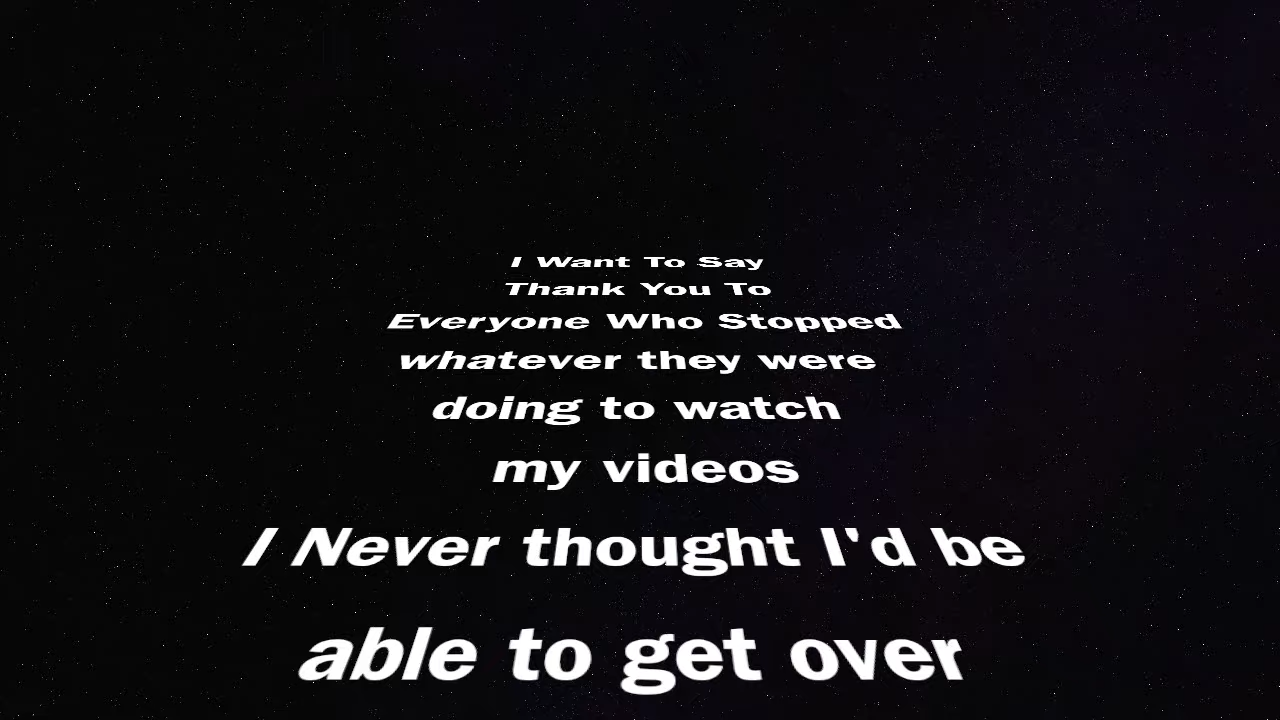 I Want To Say
Thank You To
Everyone Who Stopped
whatever they were
doing to watch
my videos
I Never thought I'd be
able to get over